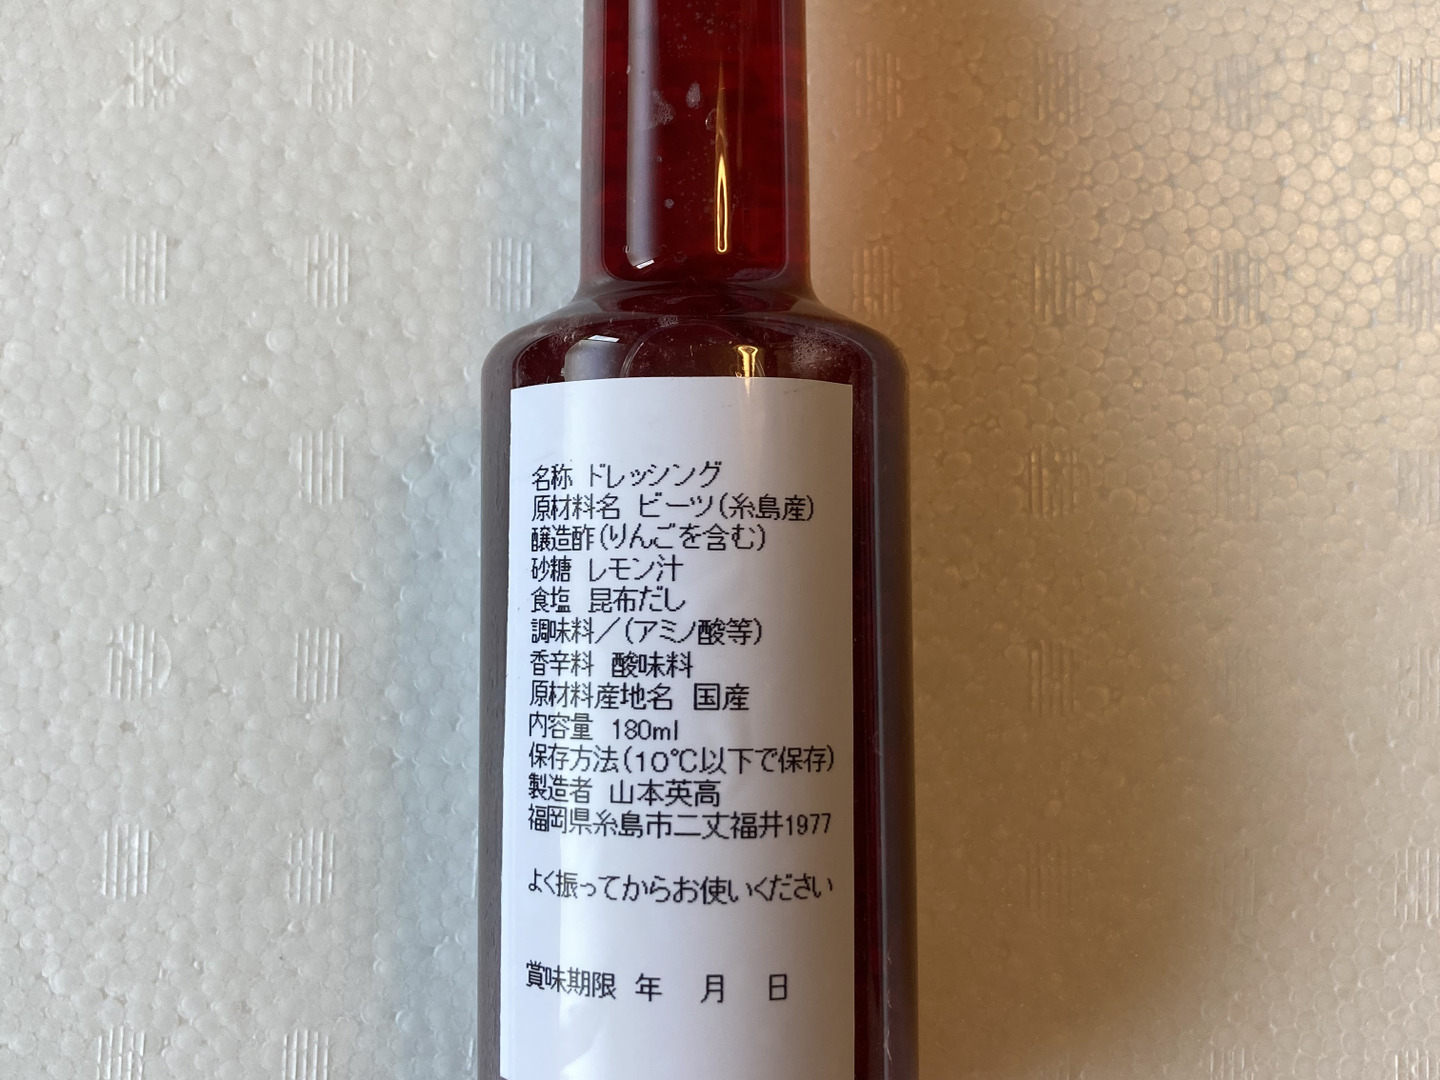 名称 ドレッシング
原材料名 ビーツ(糸島産)
醸造酢(りんごを含む)
砂糖 レモン汁
食塩 昆布だし
調味料/(アミノ酸等)
香辛料 酸味料
原材料産地名 国産
内容量 180ml
保存方法(10℃以下で保存)
製造者 山本英高
福岡県糸島市二丈福井1977
よく振ってからお使いください
賞味期限 年 月 日